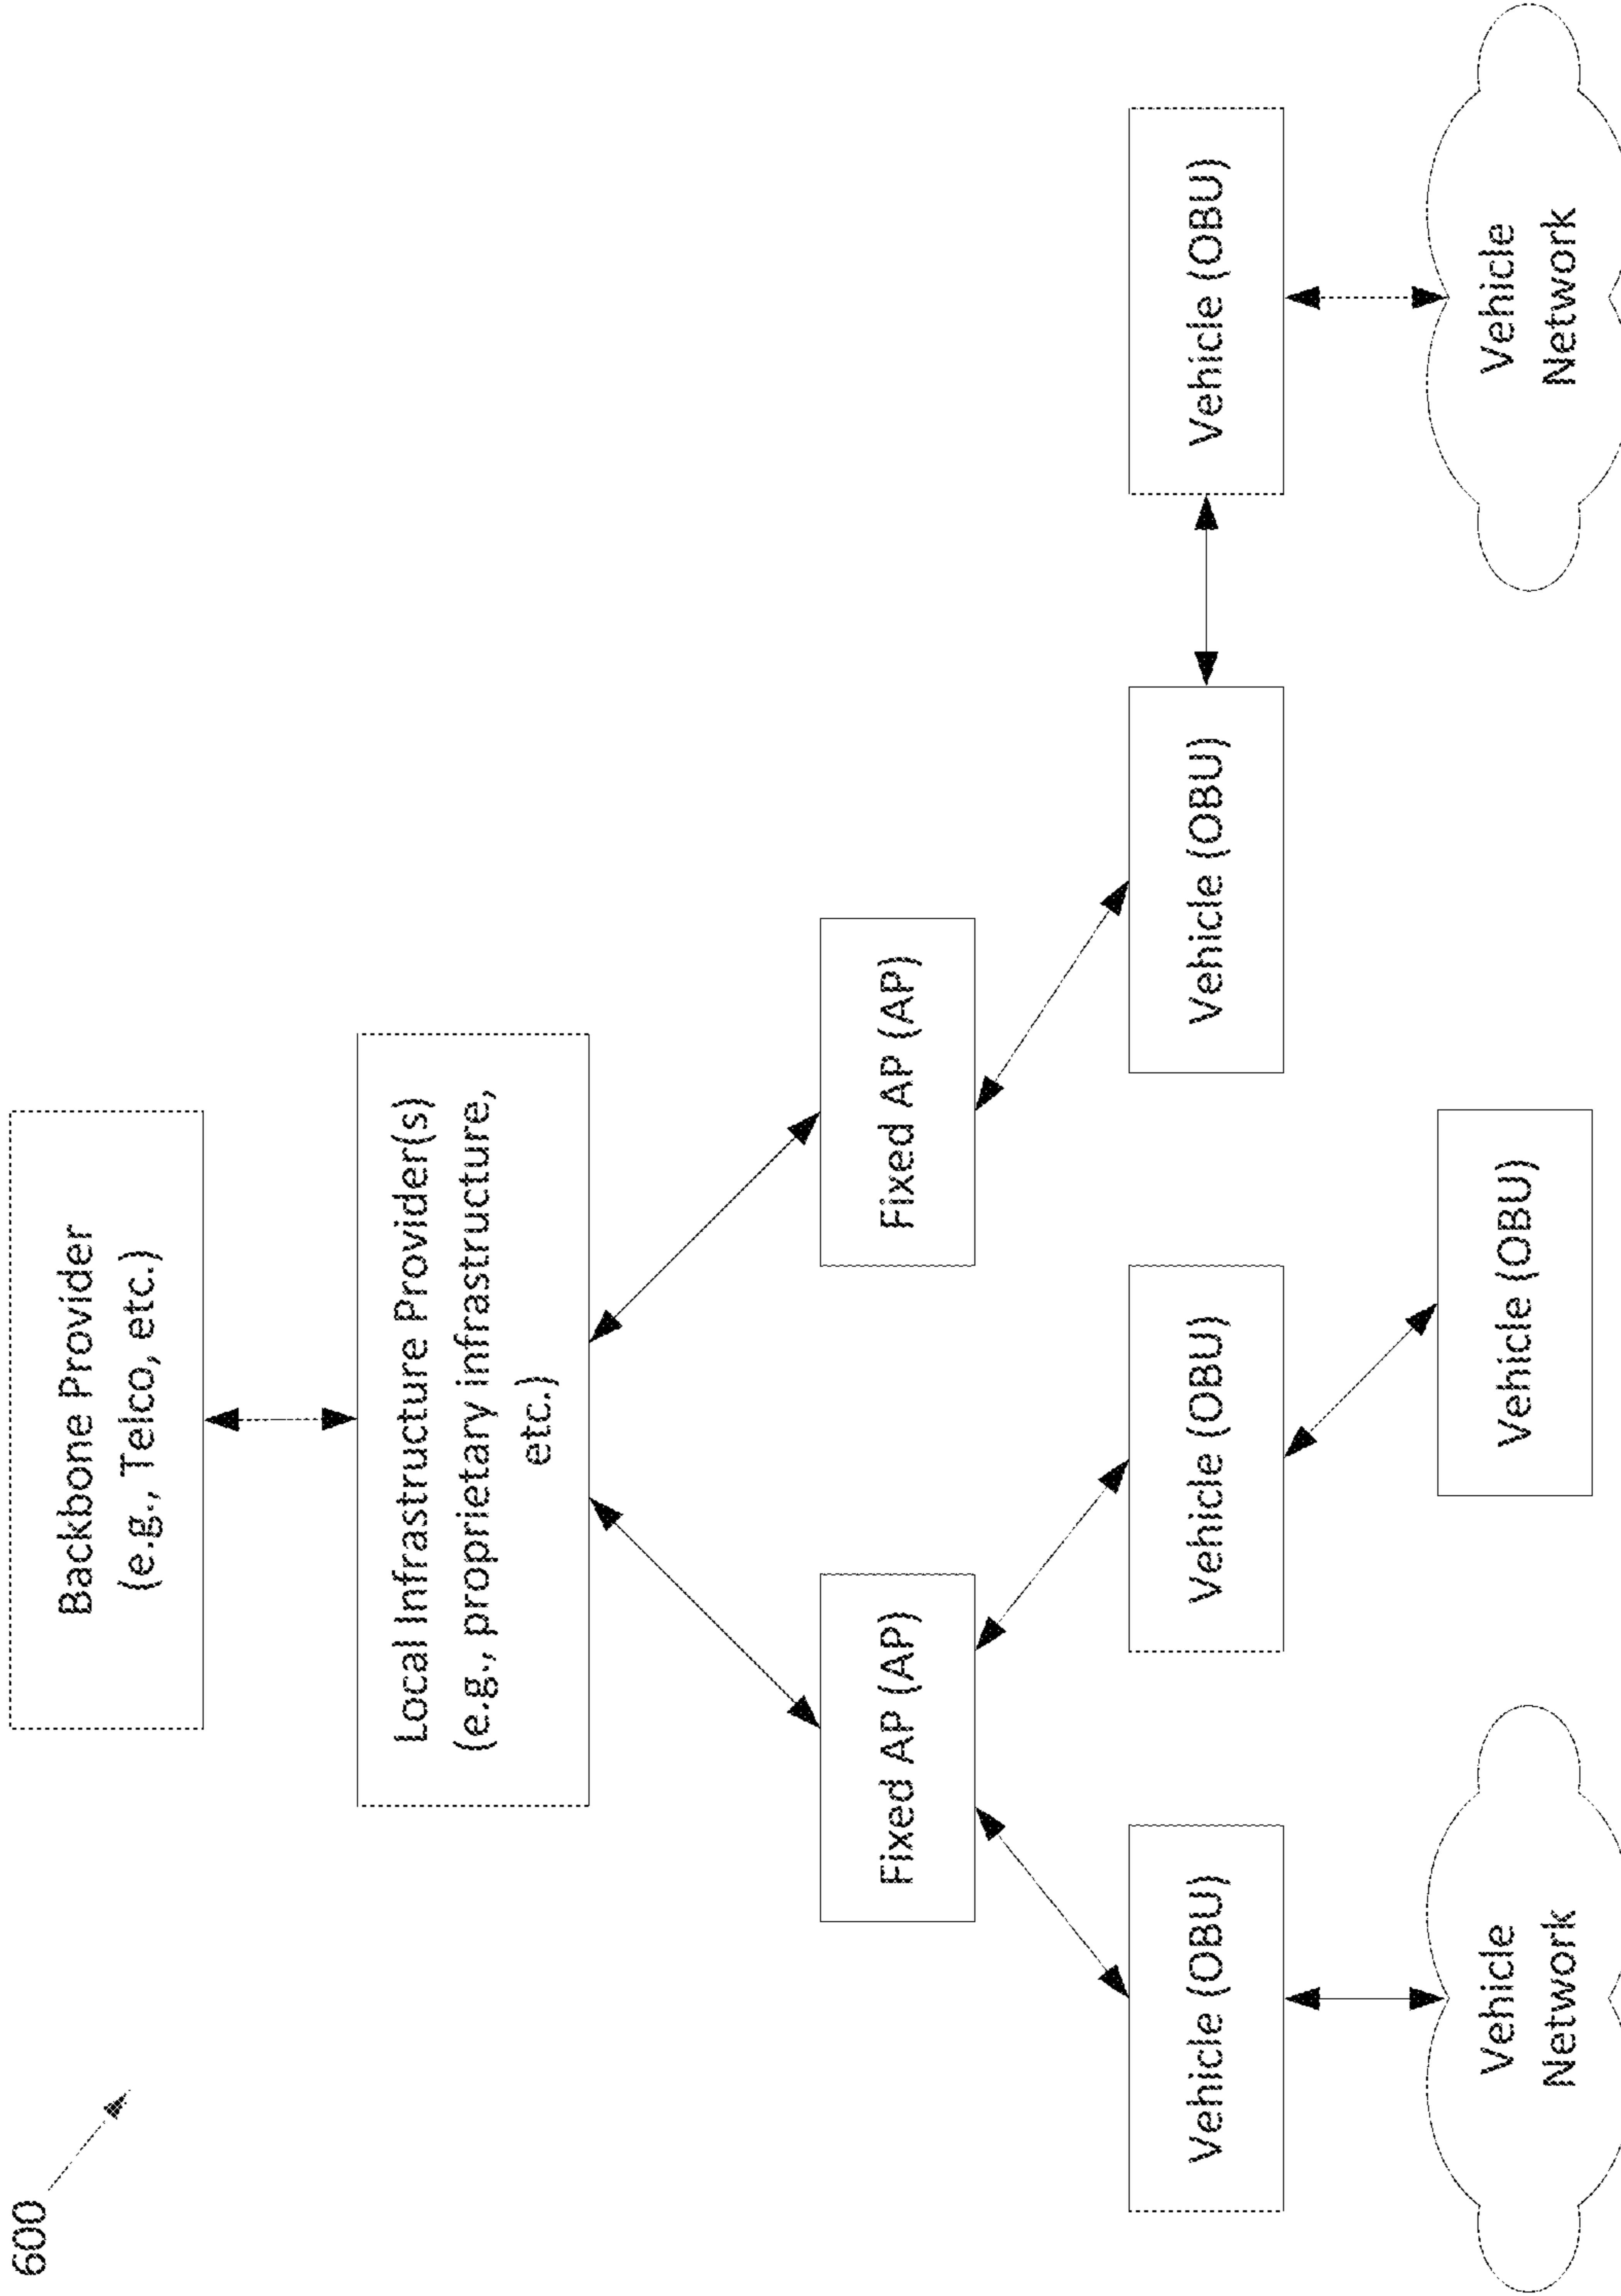 600
Backbone Provider
(e.g., Telco, etc.)
Local Infrastructure Provider(s)
(e.g., proprietary infrastructure,
etc.)
Fixed AP (AP)
Fixed AP (AP)
Vehicle (OBU)
Vehicle (OBU)
Vehicle (OBU)
Vehicle (OBU)
Vehicle
Network
Vehicle (OBU)
Vehicle
Network